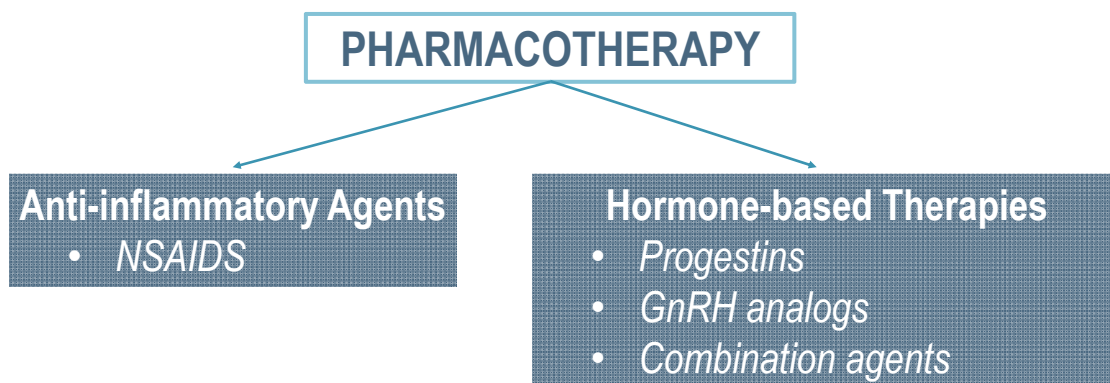 PHARMACOTHERAPY
Anti-inflammatory Agents
• NSAIDS
Hormone-based Therapies
• Progestins
• GnRH analogs
• Combination agents